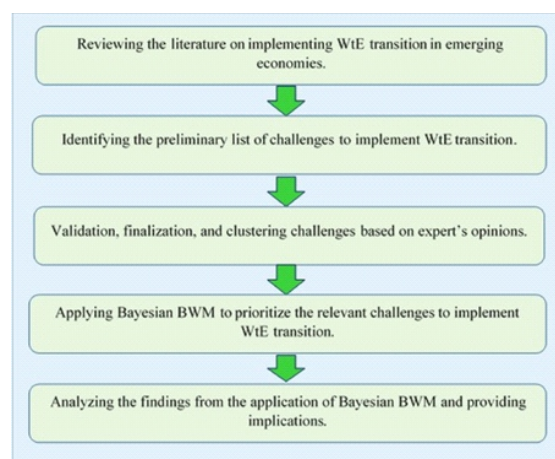 Reviewing the literature on implementing WtE transition in emerging
economies.
Identifying the preliminary list of challenges to implement WtE transition.
Validation, finalization, and clustering challenges based on expert's opinions.
Applying Bayesian BWM to prioritize the relevant challenges to implement
WtE transition.
Analyzing the findings from the application of Bayesian BWM and providing
implications.